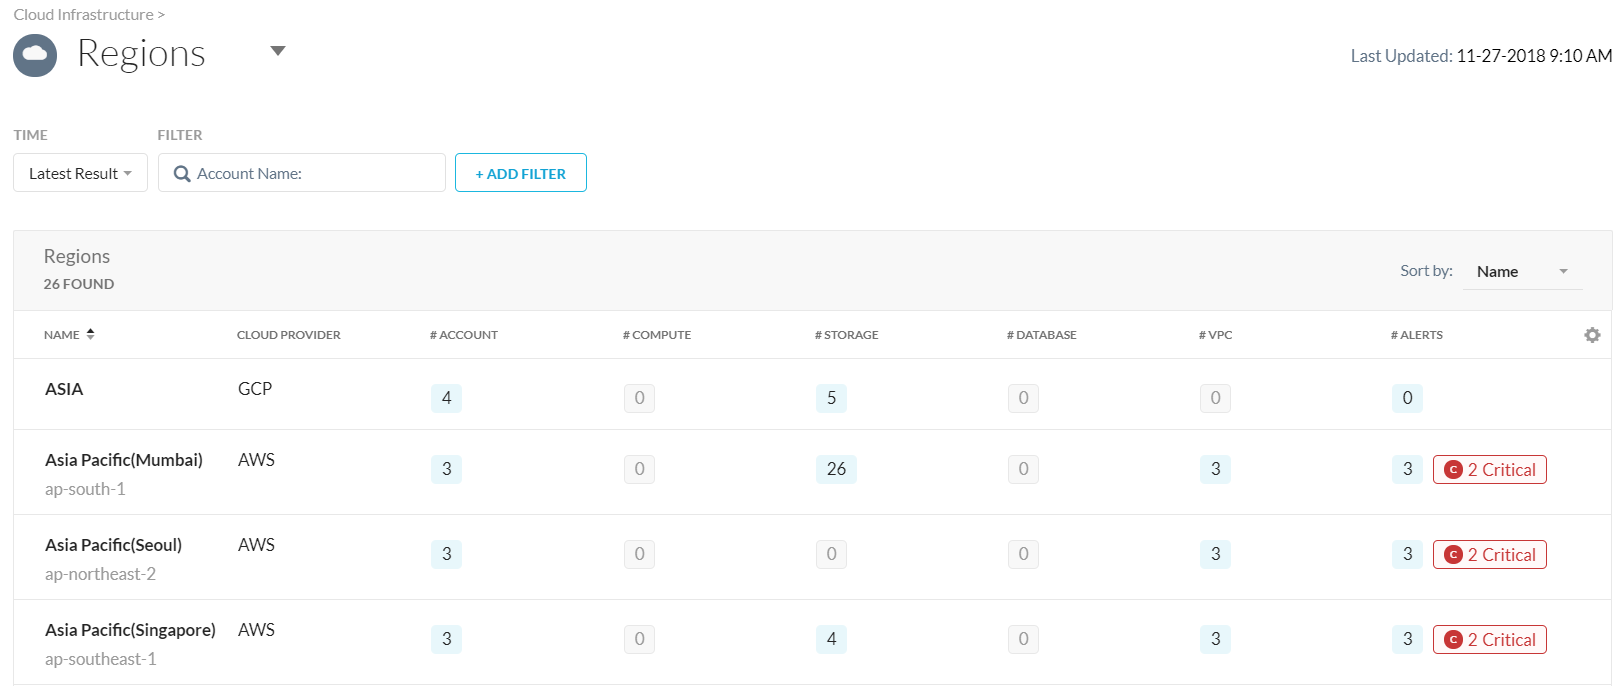 Cloud Infrastructure >
Regions
Last Updated: 11-27-2018 9:10 AM
TIME FILTER
Latest Result Account Name: + ADD FILTER
Regions
26 FOUND
Sort by: Name
NAME CLOUD PROVIDER # ACCOUNT # COMPUTE # STORAGE # DATABASE # VPC # ALERTS
ASIA GCP 4 0 5 0 0 0
Asia Pacific(Mumbai) AWS 3 0 26 0 3 3 C 2 Critical
ap-south-1
Asia Pacific(Seoul) AWS 3 0 0 0 3 3 C 2 Critical
ap-northeast-2
Asia Pacific(Singapore) AWS 3 0 4 0 3 3 C 2 Critical
ap-southeast-1